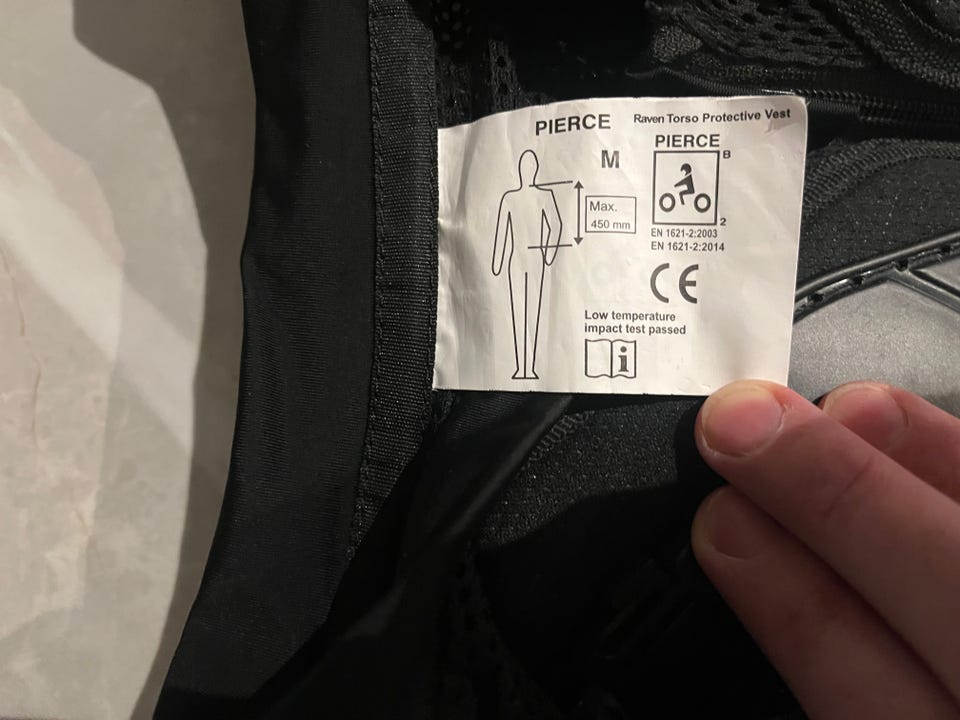 PIERCE Raven Torso Protective Vest
M
Max.
450 mm
PIERCE
B
2
EN 1621-2:2003
EN 1621-2:2014
CE
Low temperature
impact test passed
i